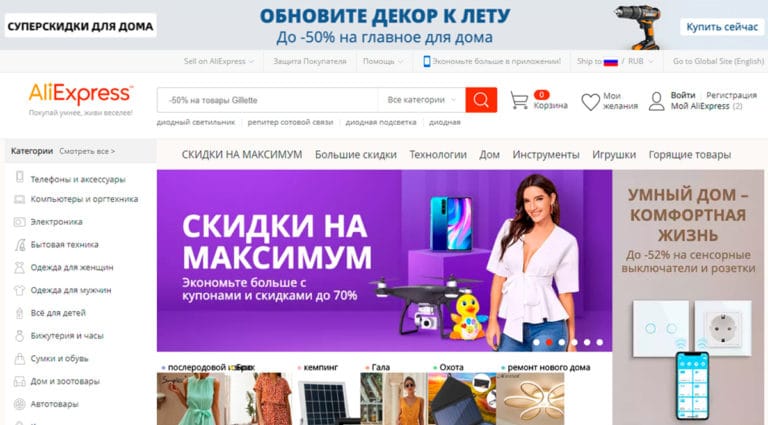 СУПЕРСКИДКИ ДЛЯ ДОМА
ОБНОВИТЕ ДЕКОР К ЛЕТУ
До -50% на главное для дома
Купить сейчас
Sell on AliExpress
Защита Покупателя
Помощь
Экономьте больше в приложении!
Ship to / RUB
Go to Global Site (English)
AliExpress
Покупай умнее, живи веселее!
-50% на товары Gillette
Все категории
0
Корзина
Мои желания
Войти Регистрация
Мой AliExpress (2)
диодный светильник
репитер сотовой связи
диодная подсветка
диодная
Категории Смотреть все >
СКИДКИ НА МАКСИМУМ
Большие скидки
Технологии
Дом
Инструменты
Игрушки
Горящие товары
Телефоны и аксессуары
Компьютеры и оргтехника
Электроника
Бытовая техника
Одежда для женщин
Одежда для мужчин
Всё для детей
Бижутерия и часы
Сумки и обувь
Дом и зоотовары
Автотовары
СКИДКИ НА
МАКСИМУМ
Экономьте больше с
купонами и скидками до 70%
УМНЫЙ ДОМ –
КОМФОРТНАЯ
ЖИЗНЬ
До -52% на сенсорные
выключатели и розетки
послеродовой
кемпинг
Гала
Охота
ремонт нового дома